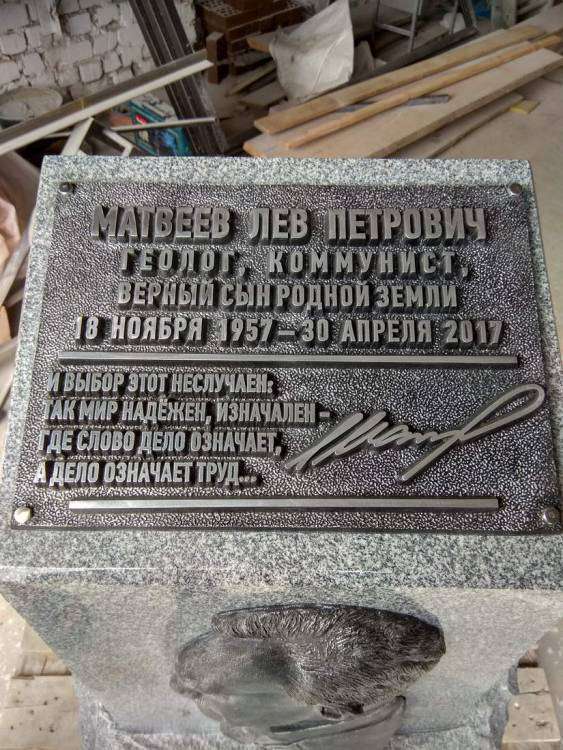 МАТВЕЕВ ЛЕВ ПЕТРОВИЧ
ГЕОЛОГ, КОММУНИСТ,
ВЕРНЫЙ СЫН РОДНОЙ ЗЕМЛИ
18 НОЯБРЯ 1957 – 30 АПРЕЛЯ 2017
И ВЫБОР ЭТОТ НЕСЛУЧАЕН:
ТАК МИР НАДЁЖЕН, ИЗНАЧАЛЕН –
ГДЕ СЛОВО ДЕЛО ОЗНАЧАЕТ,
А ДЕЛО ОЗНАЧАЕТ ТРУД...